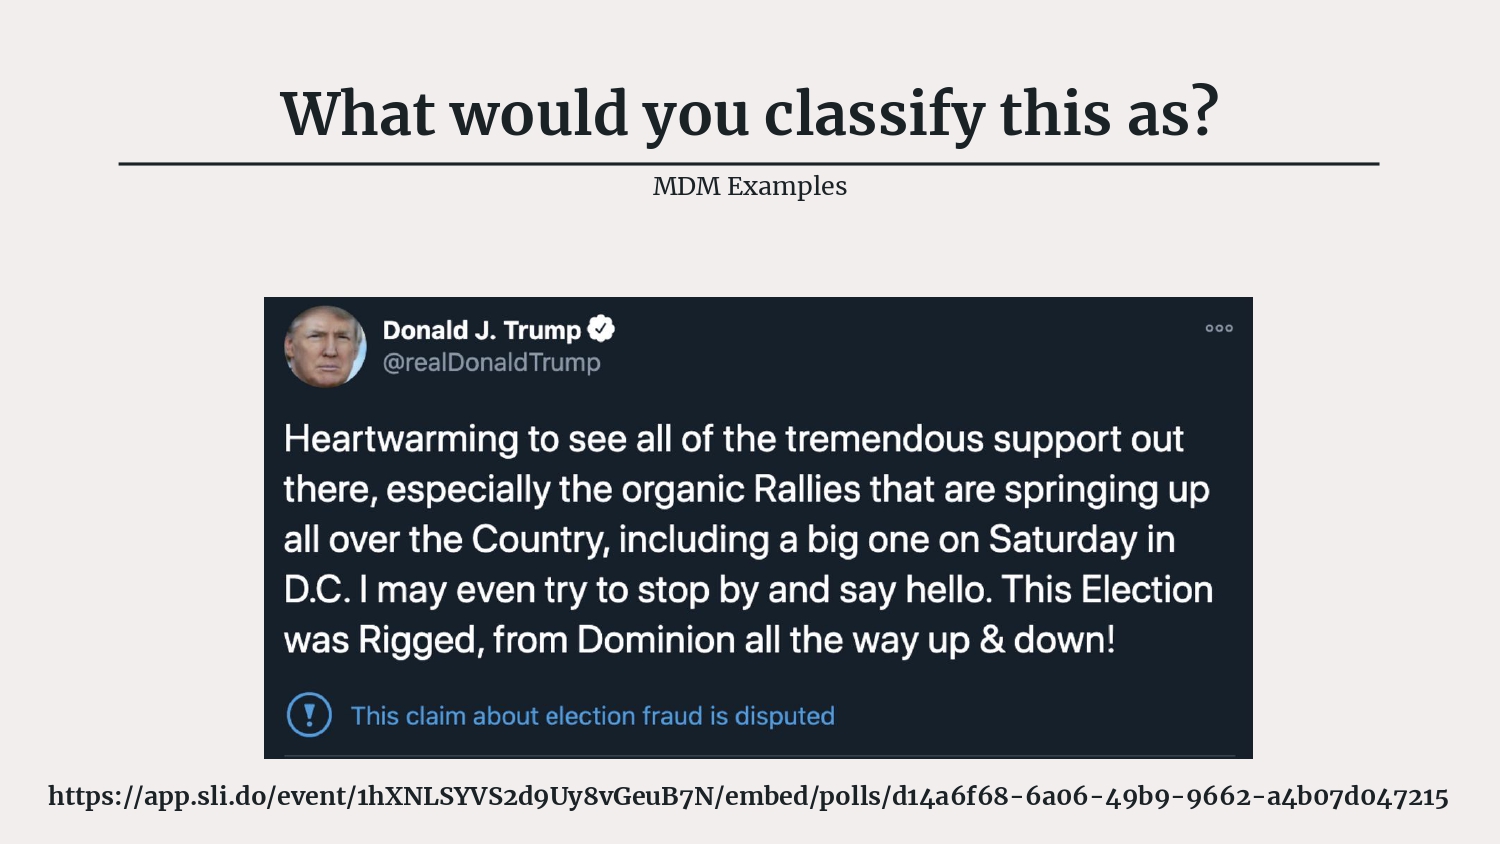 What would you classify this as?
MDM Examples
Donald J. Trump
@realDonaldTrump
Heartwarming to see all of the tremendous support out
there, especially the organic Rallies that are springing up
all over the Country, including a big one on Saturday in
D.C. I may even try to stop by and say hello. This Election
was Rigged, from Dominion all the way up & down!
This claim about election fraud is disputed
https://app.sli.do/event/1hXNLSYVS2d9Uy8vGeuB7N/embed/polls/d14a6f68-6a06-49b9-9662-a4b07d047215